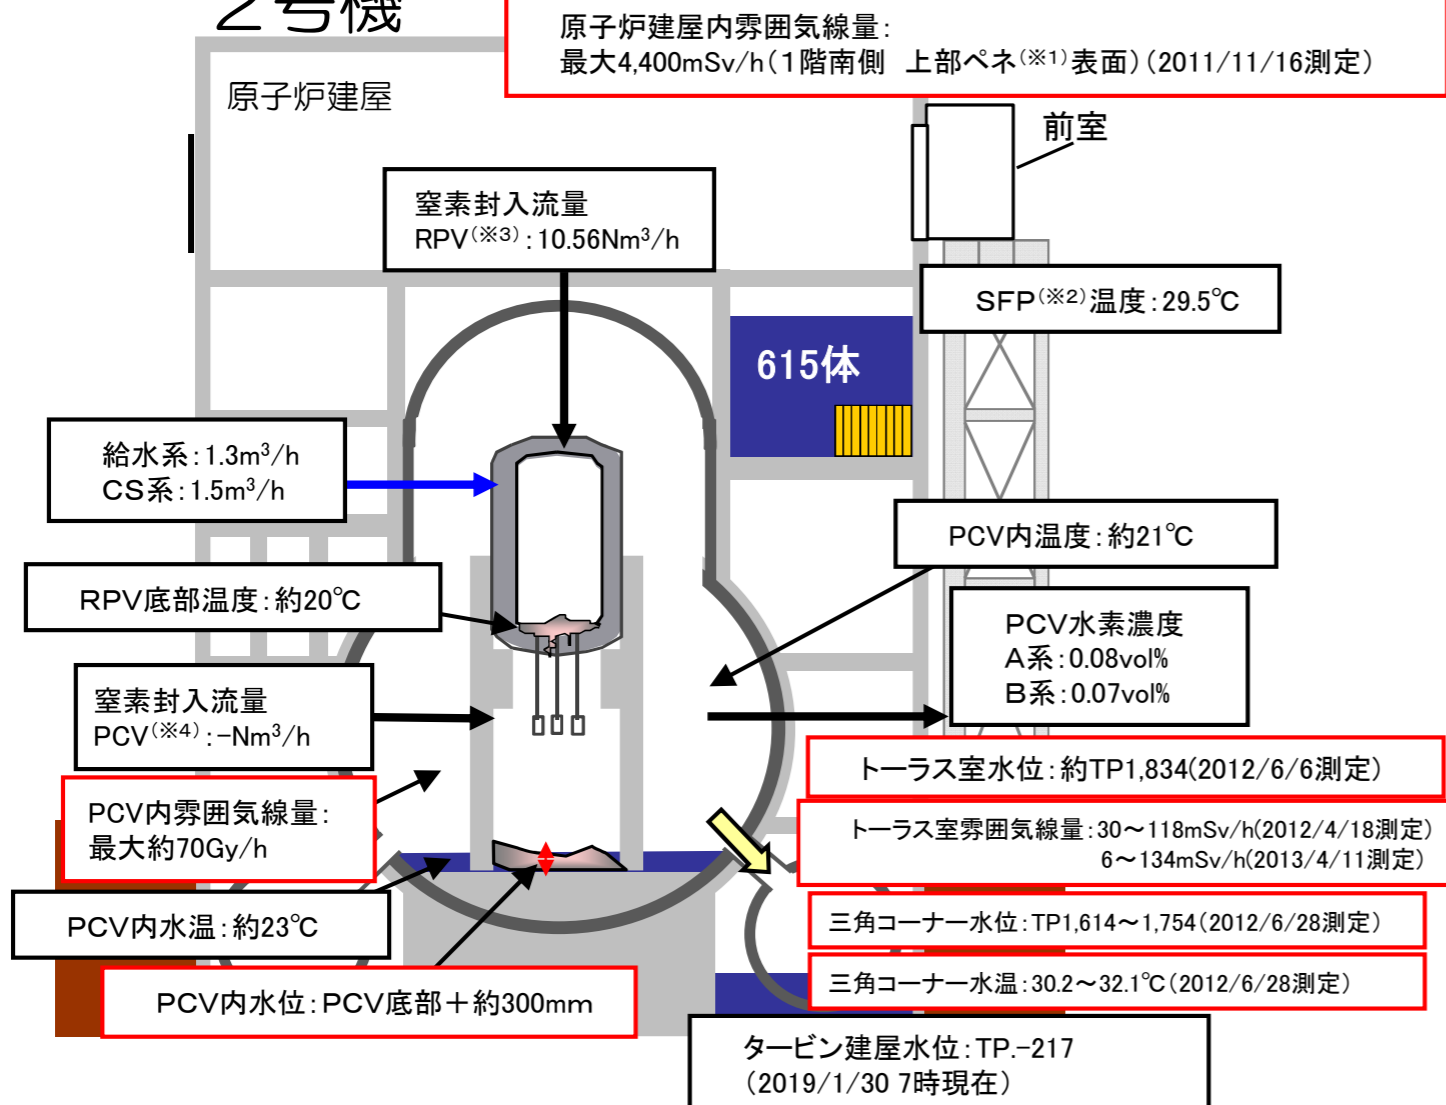 ２号機
原子炉建屋内雰囲気線量：
最大4,400mSv/h（１階南側　上部ペネ(※1)表面）（2011/11/16測定）
原子炉建屋
前室
窒素封入流量
RPV(※3)：10.56Nm³/h
SFP(※2)温度：29.5℃
615体
給水系：1.3m³/h
CS系：1.5m³/h
PCV内温度：約21℃
RPV底部温度：約20℃
PCV水素濃度
A系：0.08vol%
B系：0.07vol%
窒素封入流量
PCV(※4)：-Nm³/h
トーラス室水位：約TP1,834(2012/6/6測定)
PCV内雰囲気線量：
最大約70Gy/h
トーラス室雰囲気線量：30～118mSv/h(2012/4/18測定)
6～134mSv/h(2013/4/11測定)
PCV内水温：約23℃
三角コーナー水位：TP1,614～1,754（2012/6/28測定）
三角コーナー水温：30.2～32.1℃（2012/6/28測定）
PCV内水位：PCV底部＋約300mm
タービン建屋水位：TP.-217
（2019/1/30 7時現在）